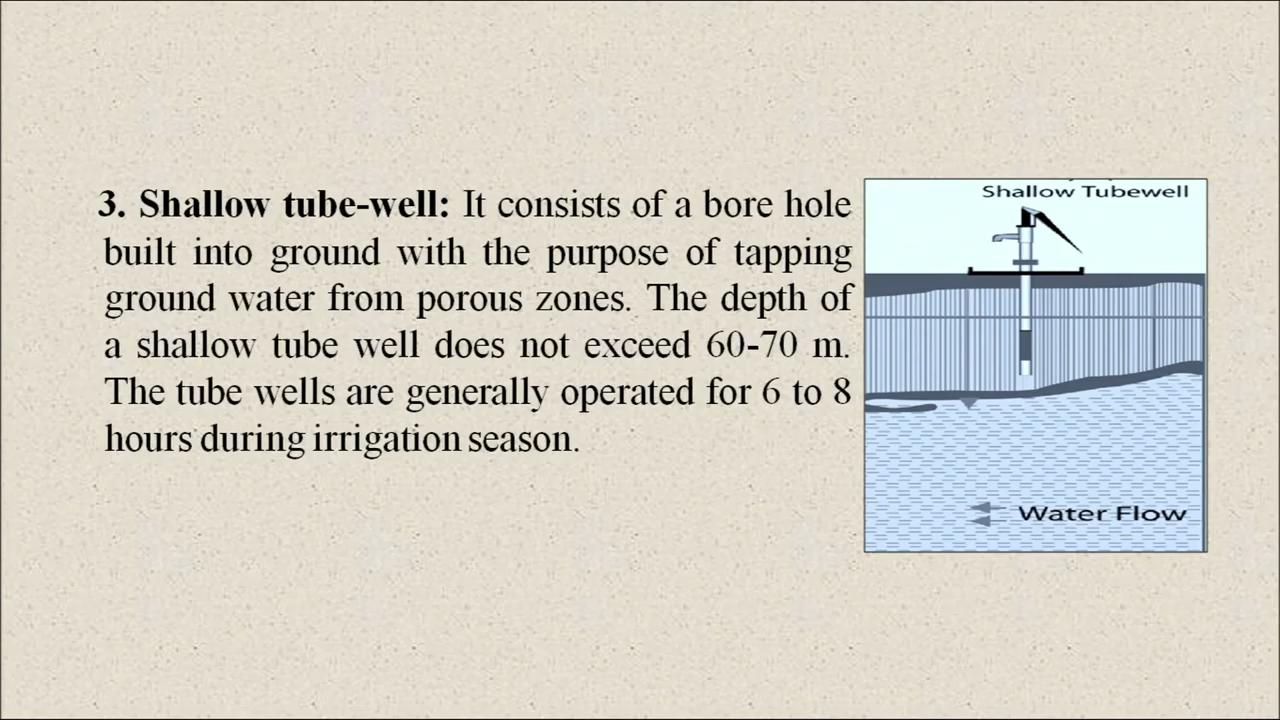 3. Shallow tube-well: It consists of a bore hole
built into ground with the purpose of tapping
ground water from porous zones. The depth of
a shallow tube well does not exceed 60-70 m.
The tube wells are generally operated for 6 to 8
hours during irrigation season.
Shallow Tubewell
Water Flow